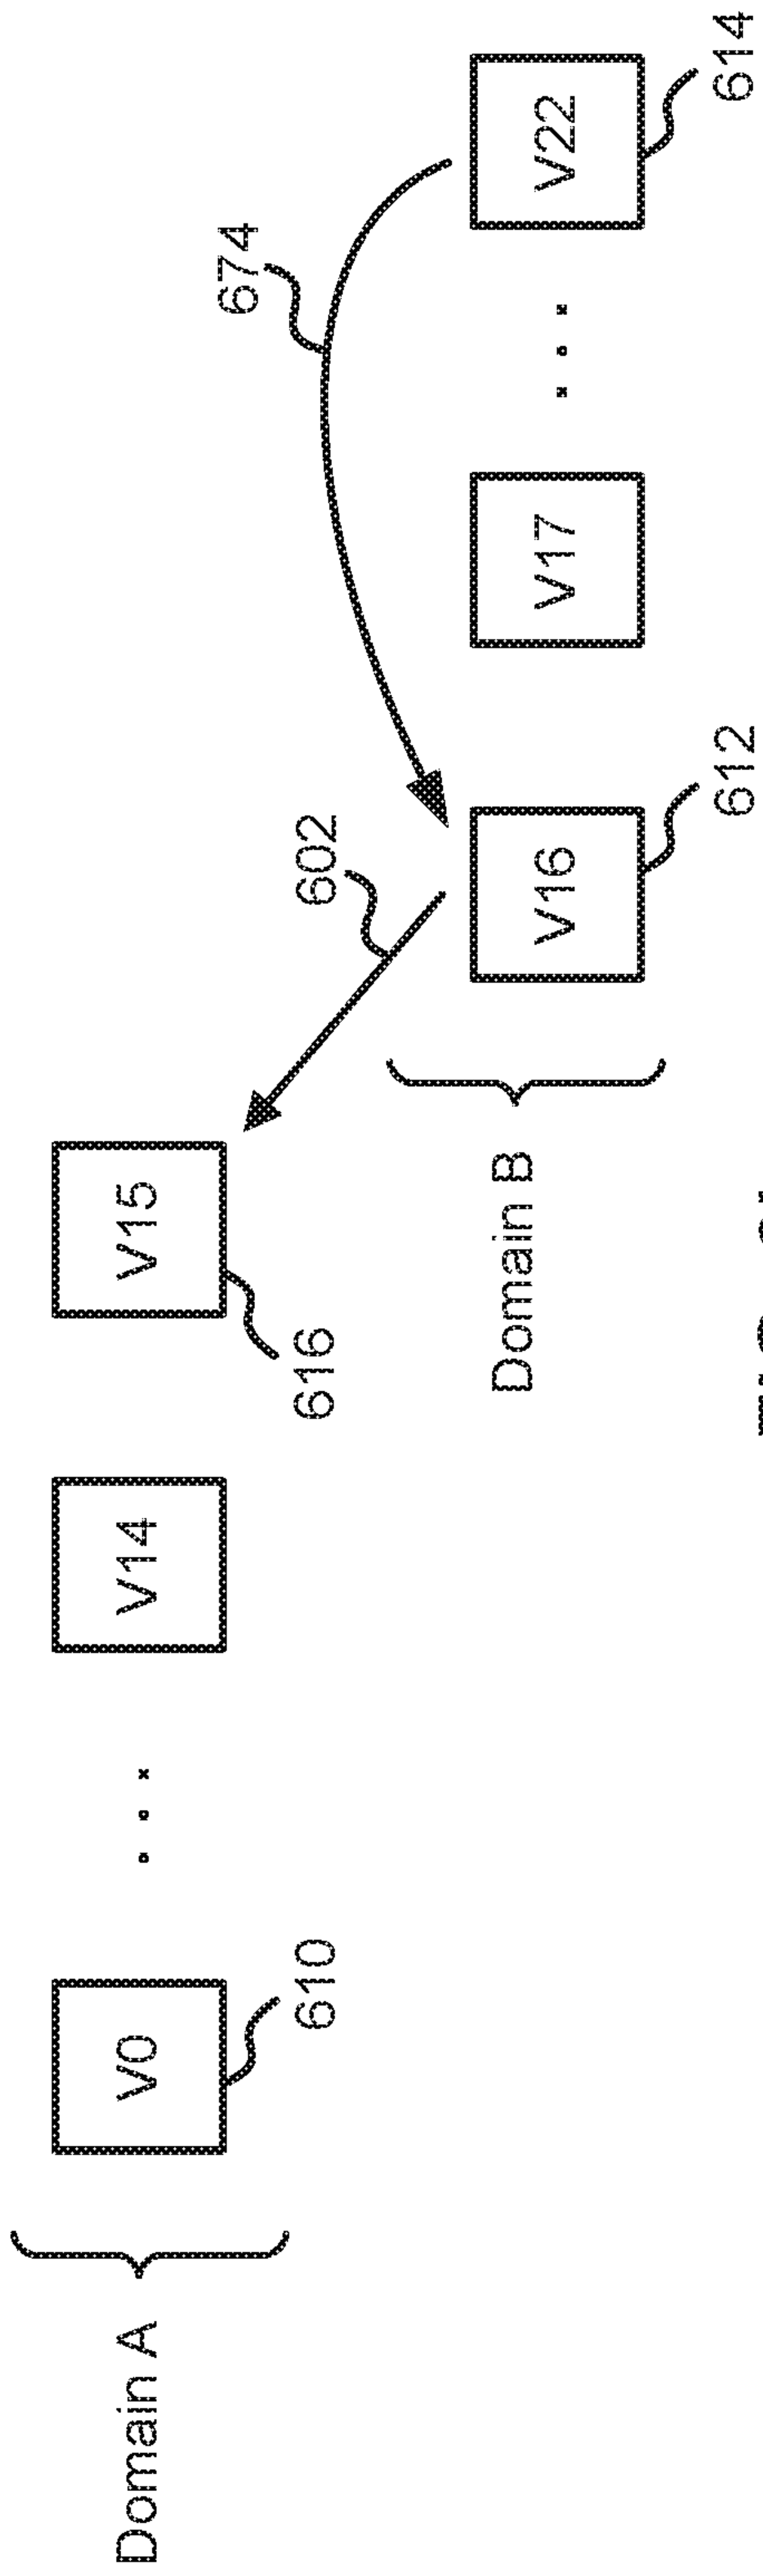 Domain A
V0
610
. . .
V14
V15
616
602
674
Domain B
V16
612
V17
. . .
V22
614